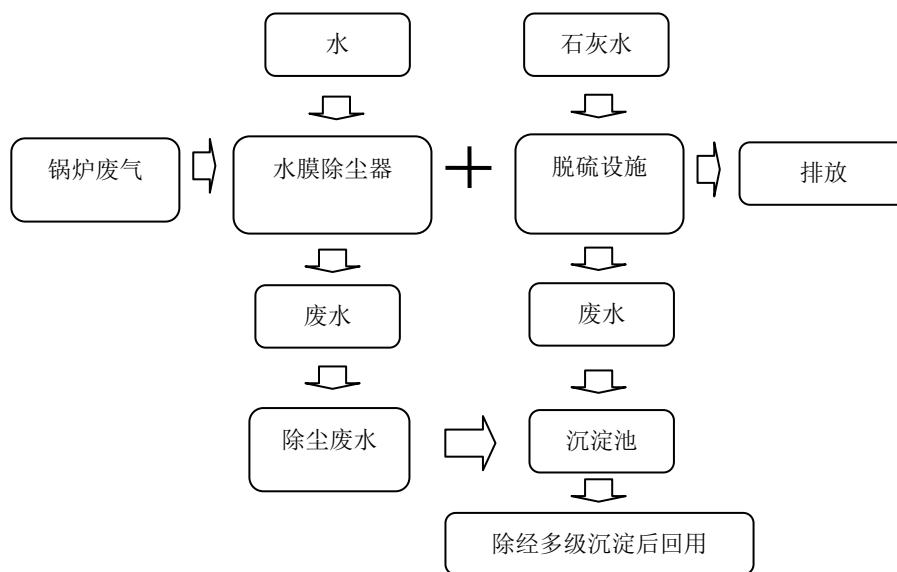 水
石灰水
锅炉废气
水膜除尘器
脱硫设施
排放
废水
废水
除尘废水
沉淀池
除经多级沉淀后回用